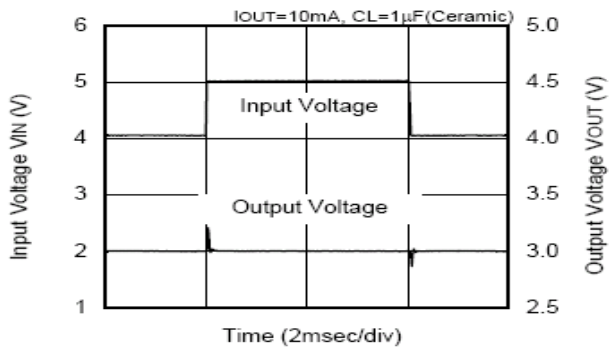 IOUT=10mA, CL=1μF(Ceramic)
6
5
4
3
2
1
Input Voltage VIN (V)
Input Voltage
Output Voltage
5.0
4.5
4.0
3.5
3.0
2.5
Output Voltage VOUT (V)
Time (2msec/div)